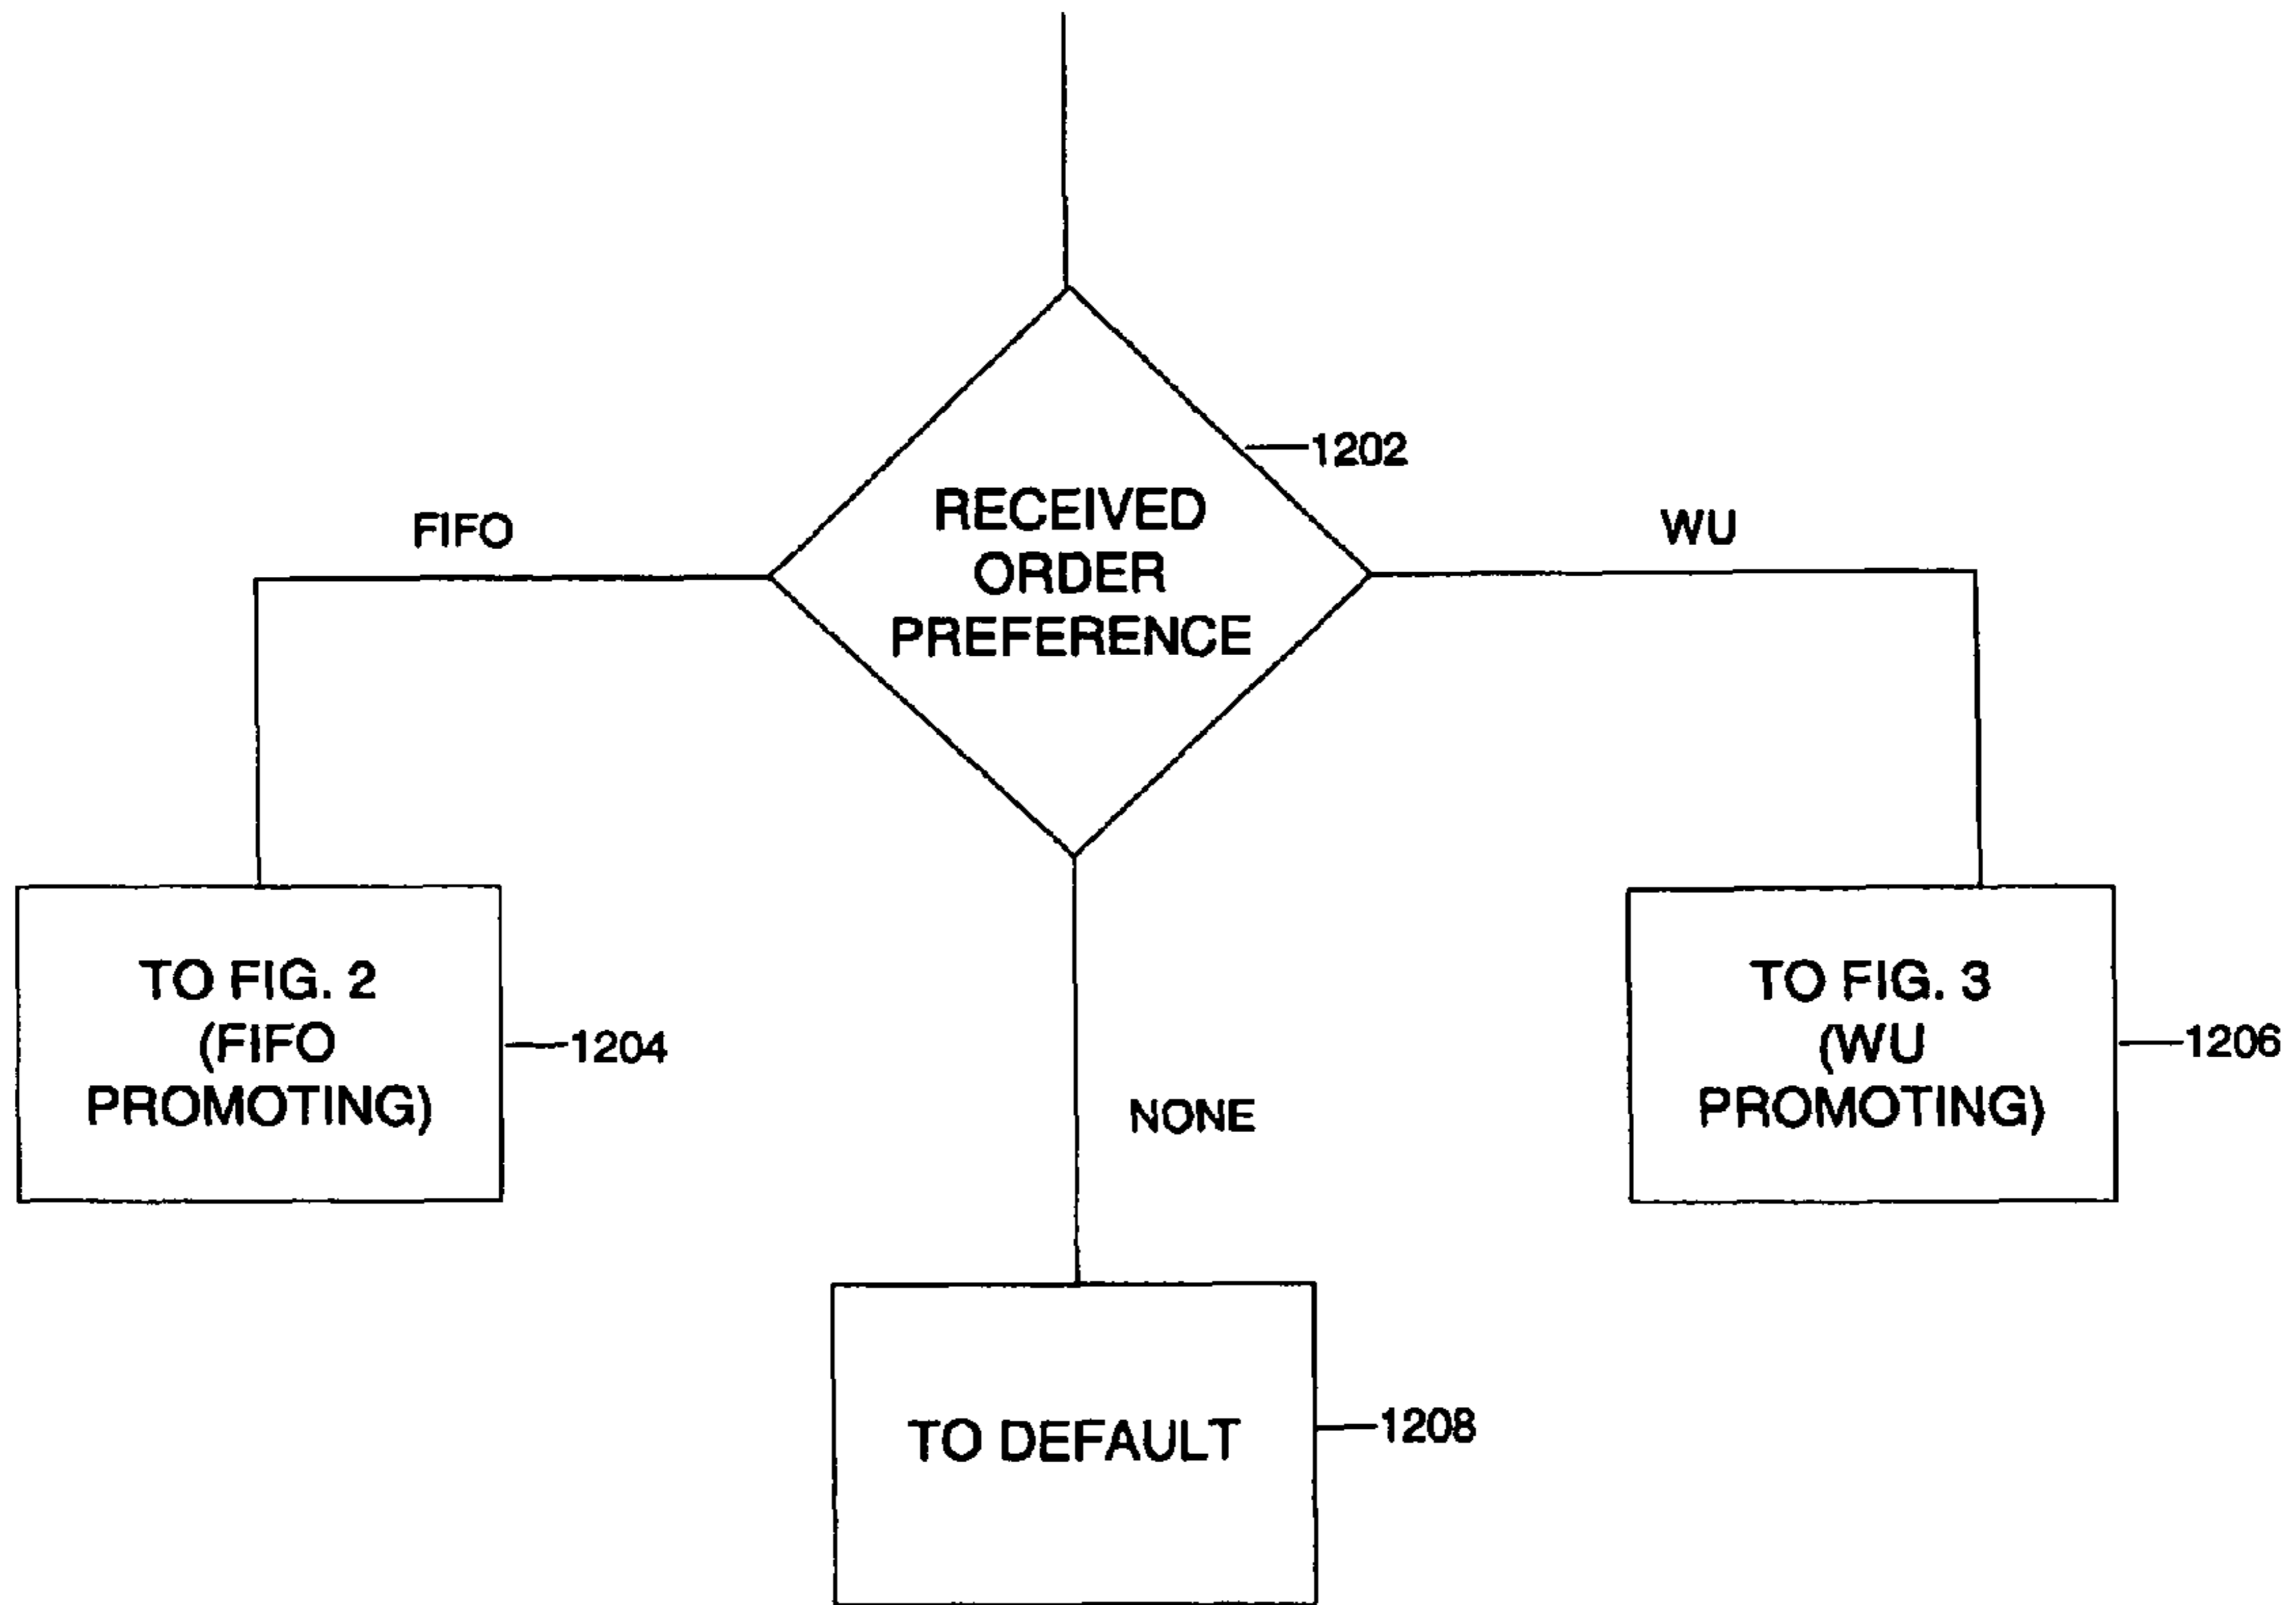 1202
RECEIVED
ORDER
PREFERENCE
FIFO
WU
TO FIG. 2
(FIFO
PROMOTING)
1204
TO FIG. 3
(WU
PROMOTING)
1206
NONE
TO DEFAULT
1208